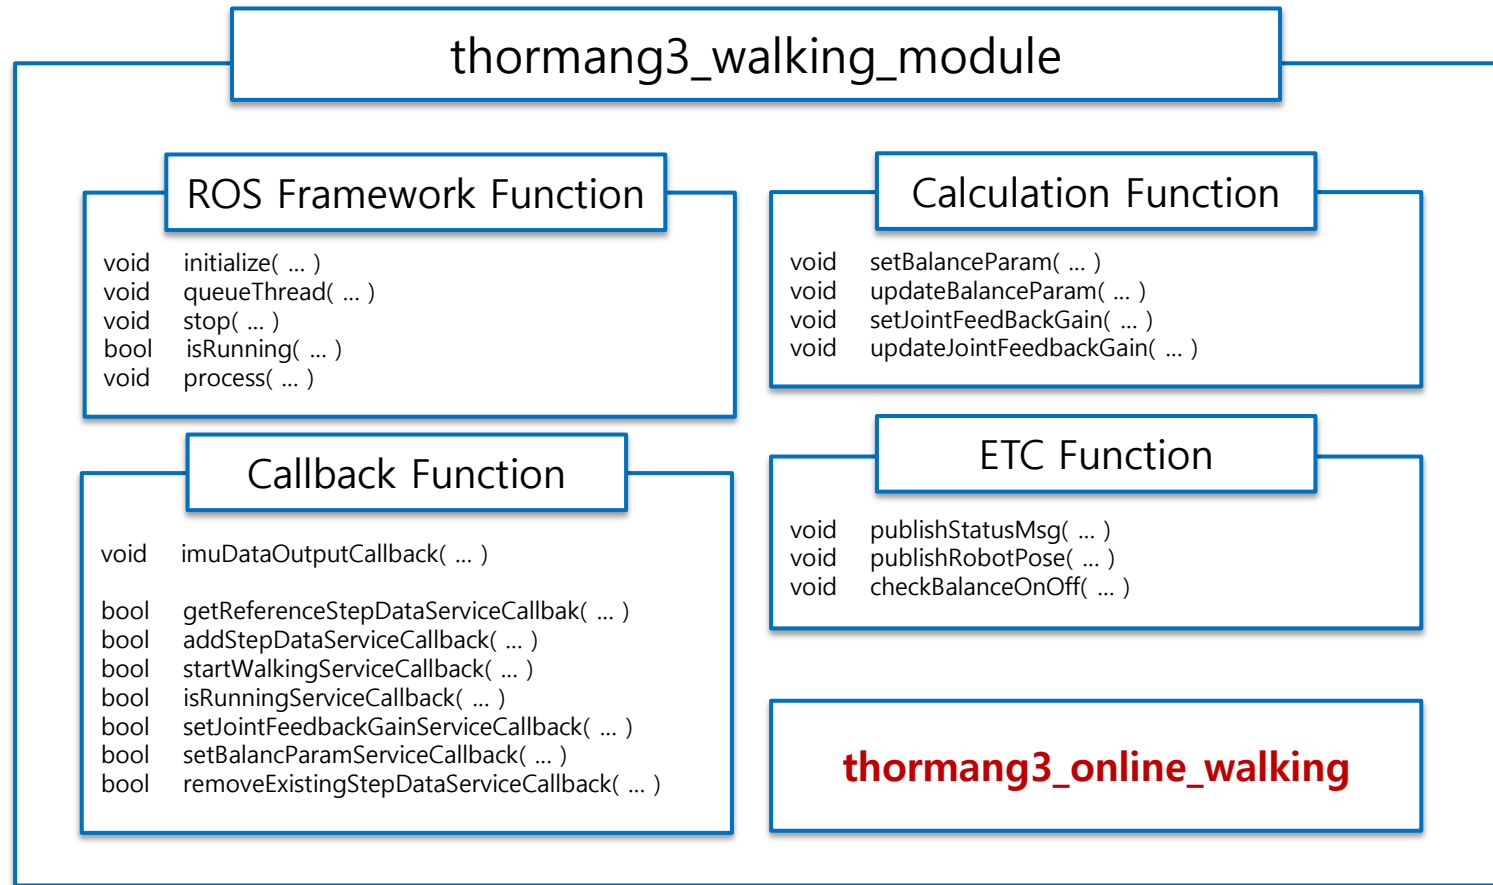 thormang3_walking_module
ROS Framework Function
void initialize( ... )
void queueThread( ... )
void stop( ... )
bool isRunning( ... )
void process( ... )
Calculation Function
void setBalanceParam( ... )
void updateBalanceParam( ... )
void setJointFeedBackGain( ... )
void updateJointFeedbackGain( ... )
Callback Function
void imuDataOutputCallback( ... )
bool getReferenceStepDataServiceCallbak( ... )
bool addStepDataServiceCallback( ... )
bool startWalkingServiceCallback( ... )
bool isRunningServiceCallback( ... )
bool setJointFeedbackGainServiceCallback( ... )
bool setBalancParamServiceCallback( ... )
bool removeExistingStepDataServiceCallback( ... )
ETC Function
void publishStatusMsg( ... )
void publishRobotPose( ... )
void checkBalanceOnOff( ... )
thormang3_online_walking